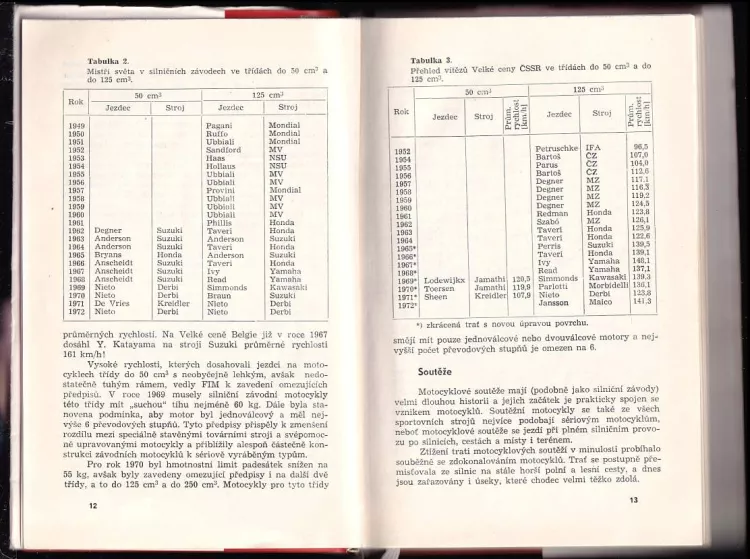 Tabulka 2.
Mistři světa v silničních závodech ve třídách do 50 cm³ a
do 125 cm³.
Rok 50 cm³ 125 cm³
Jezdec Stroj Jezdec Stroj
1949 Pagani Mondial
1950 Ruffo Mondial
1951 Ubbiali Mondial
1952 Sandford MV
1953 Haas NSU
1954 Hollaus NSU
1955 Ubbiali MV
1956 Ubbiali MV
1957 Provini Mondial
1958 Ubbiali MV
1959 Ubbiali MV
1960 Ubbiali MV
1961 Phillis Honda
1962 Degner Suzuki Taveri Honda
1963 Anderson Suzuki Anderson Suzuki
1964 Anderson Suzuki Taveri Honda
1965 Bryans Honda Anderson Suzuki
1966 Anscheidt Suzuki Taveri Honda
1967 Anscheidt Suzuki Ivy Yamaha
1968 Anscheidt Suzuki Read Yamaha
1969 Nieto Derbi Simmonds Kawasaki
1970 Nieto Derbi Braun Suzuki
1971 De Vries Kreidler Nieto Derbi
1972 Nieto Derbi Nieto Derbi
průměrných rychlostí. Na Velké ceně Belgie již v roce 1967
dosáhl Y. Katayama na stroji Suzuki průměrné rychlosti
161 km/h!
Vysoké rychlosti, kterých dosahovali jezdci na moto-
cyklech třídy do 50 cm³ s neobyčejně lehkým, avšak nedo-
statečně tuhým rámem, vedly FIM k zavedení omezujících
předpisů. V roce 1969 musely silniční závodní motocykly
této třídy mít „suchou“ tíhu nejméně 60 kg. Dále byla sta-
novena podmínka, aby motor byl jednoválcový a měl nej-
výše 6 převodových stupňů. Tyto předpisy přispěly k zmenšení
rozdílu mezi speciálně stavěnými továrními stroji a svépomoc-
ně upravovanými motocykly a přiblížily alespoň částečně kon-
strukci závodních motocyklů k sériově vyráběným typům.
Pro rok 1970 byl hmotnostní limit padesátek snížen na
55 kg, avšak byly zavedeny omezující předpisy i na další dvě
třídy, a to do 125 cm³ a do 250 cm³. Motocykly pro tyto třídy
12
Tabulka 3.
Přehled vítězů Velké ceny ČSSR ve třídách do 50 cm³ a do
125 cm³.
Rok 50 cm³ 125 cm³
Jezdec Stroj Prům. rychlost [km/h] Jezdec Stroj Prům. rychlost [km/h]
1952 Petruschke IFA 96,5
1954 Bartoš ČZ 107,0
1955 Parus ČZ 104,0
1956 Bartoš ČZ 112,6
1957 Degner MZ 117,1
1958 Degner MZ 116,3
1959 Degner MZ 119,2
1960 Degner MZ 124,5
1961 Redman Honda 123,8
1962 Szabó MZ 126,1
1963 Taveri Honda 125,9
1964 Taveri Honda 122,6
1965* Perris Suzuki 139,5
1966* Taveri Honda 139,1
1967* Ivy Yamaha 148,1
1968* Read Yamaha 137,1
1969* Lodewijkx Jamathi 126,5 Simmonds Kawasaki 139,3
1970* Toersen Jamathi 119,9 Parlotti Morbidelli 136,1
1971* Sheen Kreidler 107,9 Nieto Derbi 123,8
1972* Jansson Maico 141,3
*) zkrácená trať s novou úpravou povrchu.
smějí mít pouze jednoválcové nebo dvouválcové motory a nej-
vyšší počet převodových stupňů je omezen na 6.
Soutěže
Motocyklové soutěže mají (podobně jako silniční závody)
velmi dlouhou historii a jejich začátek je prakticky spojen se
vznikem motocyklů. Soutěžní motocykly se také ze všech
sportovních strojů nejvíce podobají sériovým motocyklům,
neboť motocyklové soutěže se jezdí při plném silničním provo-
zu po silnicích, cestách a místy i terénem.
Ztížení tratí motocyklových soutěží v minulosti probíhalo
souběžně se zdokonalováním motocyklů. Trať se postupně pře-
misťovala ze silnic na stále horší polní a lesní cesty, a dnes
jsou zařazovány i úseky, které chodec velmi těžko zdolá.
13